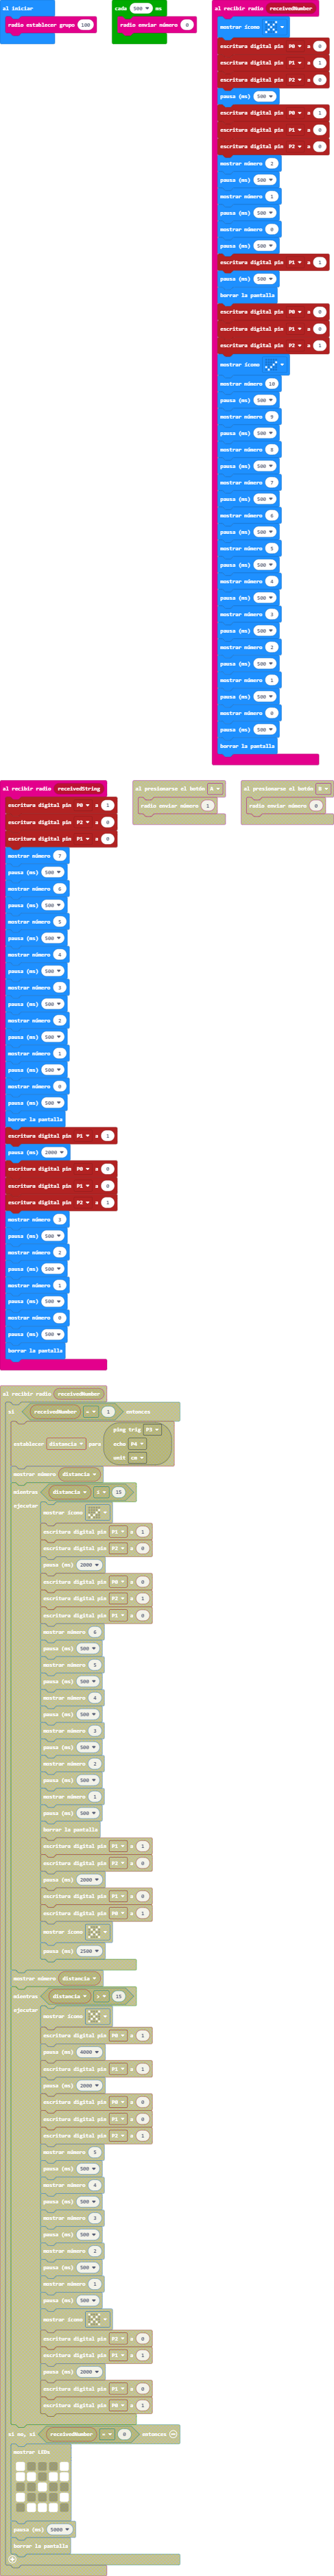 al iniciar
radio establecer grupo 100
cada 500 ms
radio enviar número 0
al recibir radio receivedNumber
mostrar ícono
escritura digital pin P0 a 0
escritura digital pin P1 a 1
escritura digital pin P2 a 0
pausa (ms) 500
escritura digital pin P0 a 1
escritura digital pin P1 a 0
escritura digital pin P2 a 0
mostrar número 2
pausa (ms) 500
mostrar número 1
pausa (ms) 500
mostrar número 0
pausa (ms) 500
escritura digital pin P1 a 1
pausa (ms) 500
borrar la pantalla
escritura digital pin P0 a 0
escritura digital pin P1 a 0
escritura digital pin P2 a 1
mostrar ícono
mostrar número 10
pausa (ms) 500
mostrar número 9
pausa (ms) 500
mostrar número 8
pausa (ms) 500
mostrar número 7
pausa (ms) 500
mostrar número 6
pausa (ms) 500
mostrar número 5
pausa (ms) 500
mostrar número 4
pausa (ms) 500
mostrar número 3
pausa (ms) 500
mostrar número 2
pausa (ms) 500
mostrar número 1
pausa (ms) 500
mostrar número 0
pausa (ms) 500
borrar la pantalla
al recibir radio receivedString
escritura digital pin P0 a 1
escritura digital pin P2 a 0
escritura digital pin P1 a 0
mostrar número 7
pausa (ms) 500
mostrar número 6
pausa (ms) 500
mostrar número 5
pausa (ms) 500
mostrar número 4
pausa (ms) 500
mostrar número 3
pausa (ms) 500
mostrar número 2
pausa (ms) 500
mostrar número 1
pausa (ms) 500
mostrar número 0
pausa (ms) 500
borrar la pantalla
escritura digital pin P1 a 1
pausa (ms) 2000
escritura digital pin P0 a 0
escritura digital pin P1 a 0
escritura digital pin P2 a 1
mostrar número 3
pausa (ms) 500
mostrar número 2
pausa (ms) 500
mostrar número 1
pausa (ms) 500
mostrar número 0
pausa (ms) 500
borrar la pantalla
al presionarse el botón A
radio enviar número 1
al presionarse el botón B
radio enviar número 0
al recibir radio receivedNumber
si receivedNumber = 1 entonces
establecer distancia para
ping trig P3
echo P4
unit cm
mostrar número distancia
mientras distancia 15
ejecutar
mostrar ícono
escritura digital pin P1 a 1
escritura digital pin a 0
pausa (ms) 2000
escritura digital pin P0 a 0
escritura digital pin P2 a 1
escritura digital pin P1 a 0
mostrar número 6
pausa (ms) 500
mostrar número 5
pausa (ms) 500
mostrar número 4
pausa (ms) 500
mostrar número 3
pausa (ms) 500
mostrar número 2
pausa (ms) 500
mostrar número 1
pausa (ms) 500
borrar la pantalla
escritura digital pin P1 a 1
escritura digital pin P2 a 0
pausa (ms) 2000
escritura digital pin P1 a 0
escritura digital pin P0 a 1
mostrar ícono
pausa (ms) 2500
mostrar número distancia
mientras distancia > 15
ejecutar
mostrar ícono
escritura digital pin P0 a 1
pausa (ms) 4000
escritura digital pin P1 a 1
pausa (ms) 2000
escritura digital pin P0 a 0
escritura digital pin P1 a 0
escritura digital pin P2 a 1
mostrar número 5
pausa (ms) 500
mostrar número 4
pausa (ms) 500
mostrar número 3
pausa (ms) 500
mostrar número 2
pausa (ms) 500
mostrar número 1
pausa (ms) 500
mostrar ícono
escritura digital pin P2 a 0
escritura digital pin P1 a 1
pausa (ms) 2000
escritura digital pin P1 a 0
escritura digital pin P0 a 1
si no, si receivedNumber = 0 entonces
mostrar LEDs
pausa (ms) 5000
borrar la pantalla